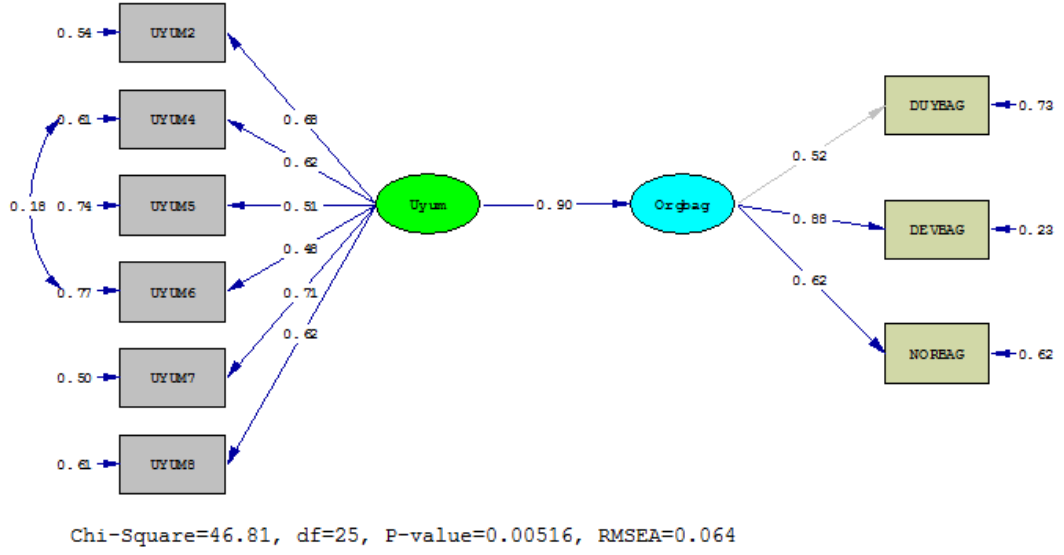 0.54 UYUM2
0.61 UYUM4
0.18 0.74 UYUM5
0.77 UYUM6
0.50 UYUM7
0.61 UYUM8
0.68
0.62
0.51
0.48
0.71
0.62
Uyum
0.90
Orgbag
0.52
0.88
0.62
DUYBAG 0.73
DEVBAG 0.23
NORBAG 0.62
Chi-Square=46.81, df=25, P-value=0.00516, RMSEA=0.064